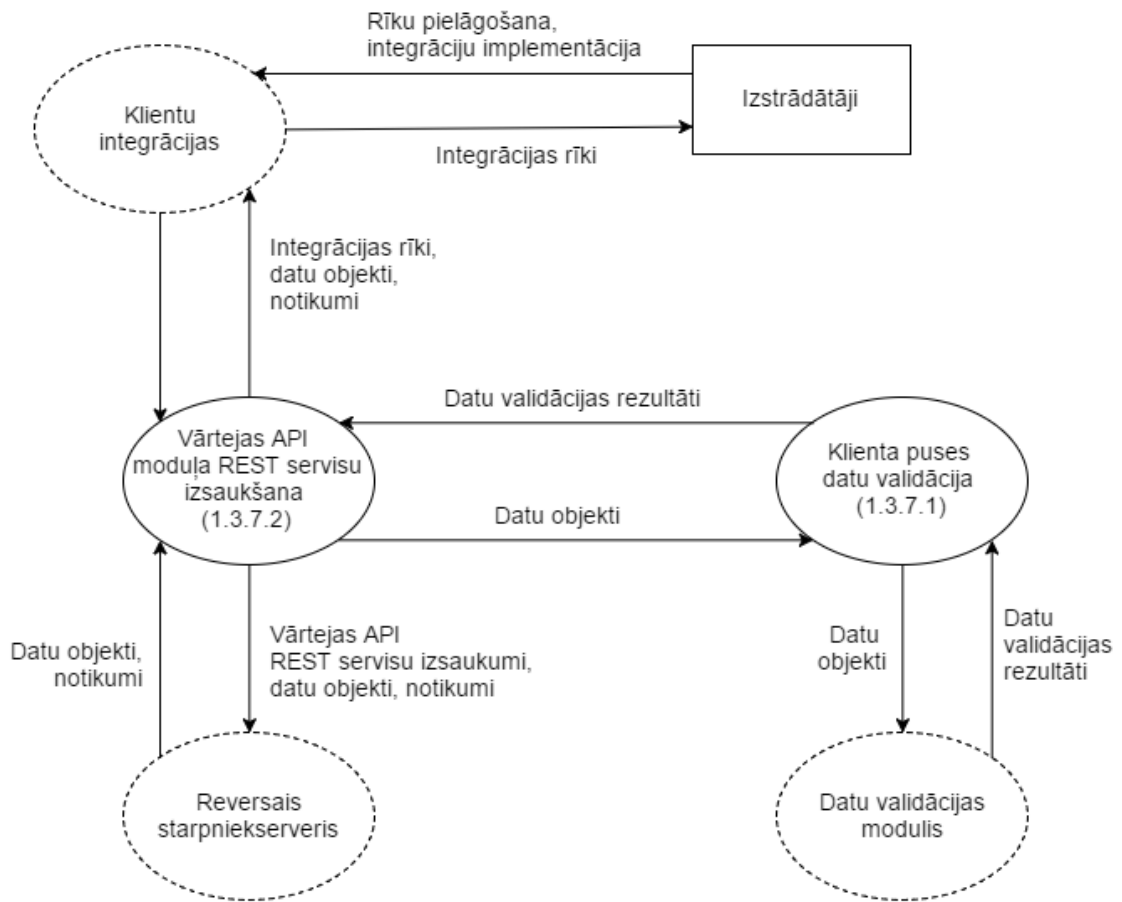 Rīku pielāgošana,
integrāciju implementācija
Klientu
integrācijas
Izstrādātāji
Integrācijas rīki
Integrācijas rīki,
datu objekti,
notikumi
Datu validācijas rezultāti
Vārtejas API
moduļa REST servisu
izsaukšana
(1.3.7.2)
Klienta puses
datu validācija
(1.3.7.1)
Datu objekti
Datu objekti,
notikumi
Vārtejas API
REST servisu izsaukumi,
datu objekti, notikumi
Datu
objekti
Datu
validācijas
rezultāti
Reversais
starpniekserveris
Datu validācijas
modulis